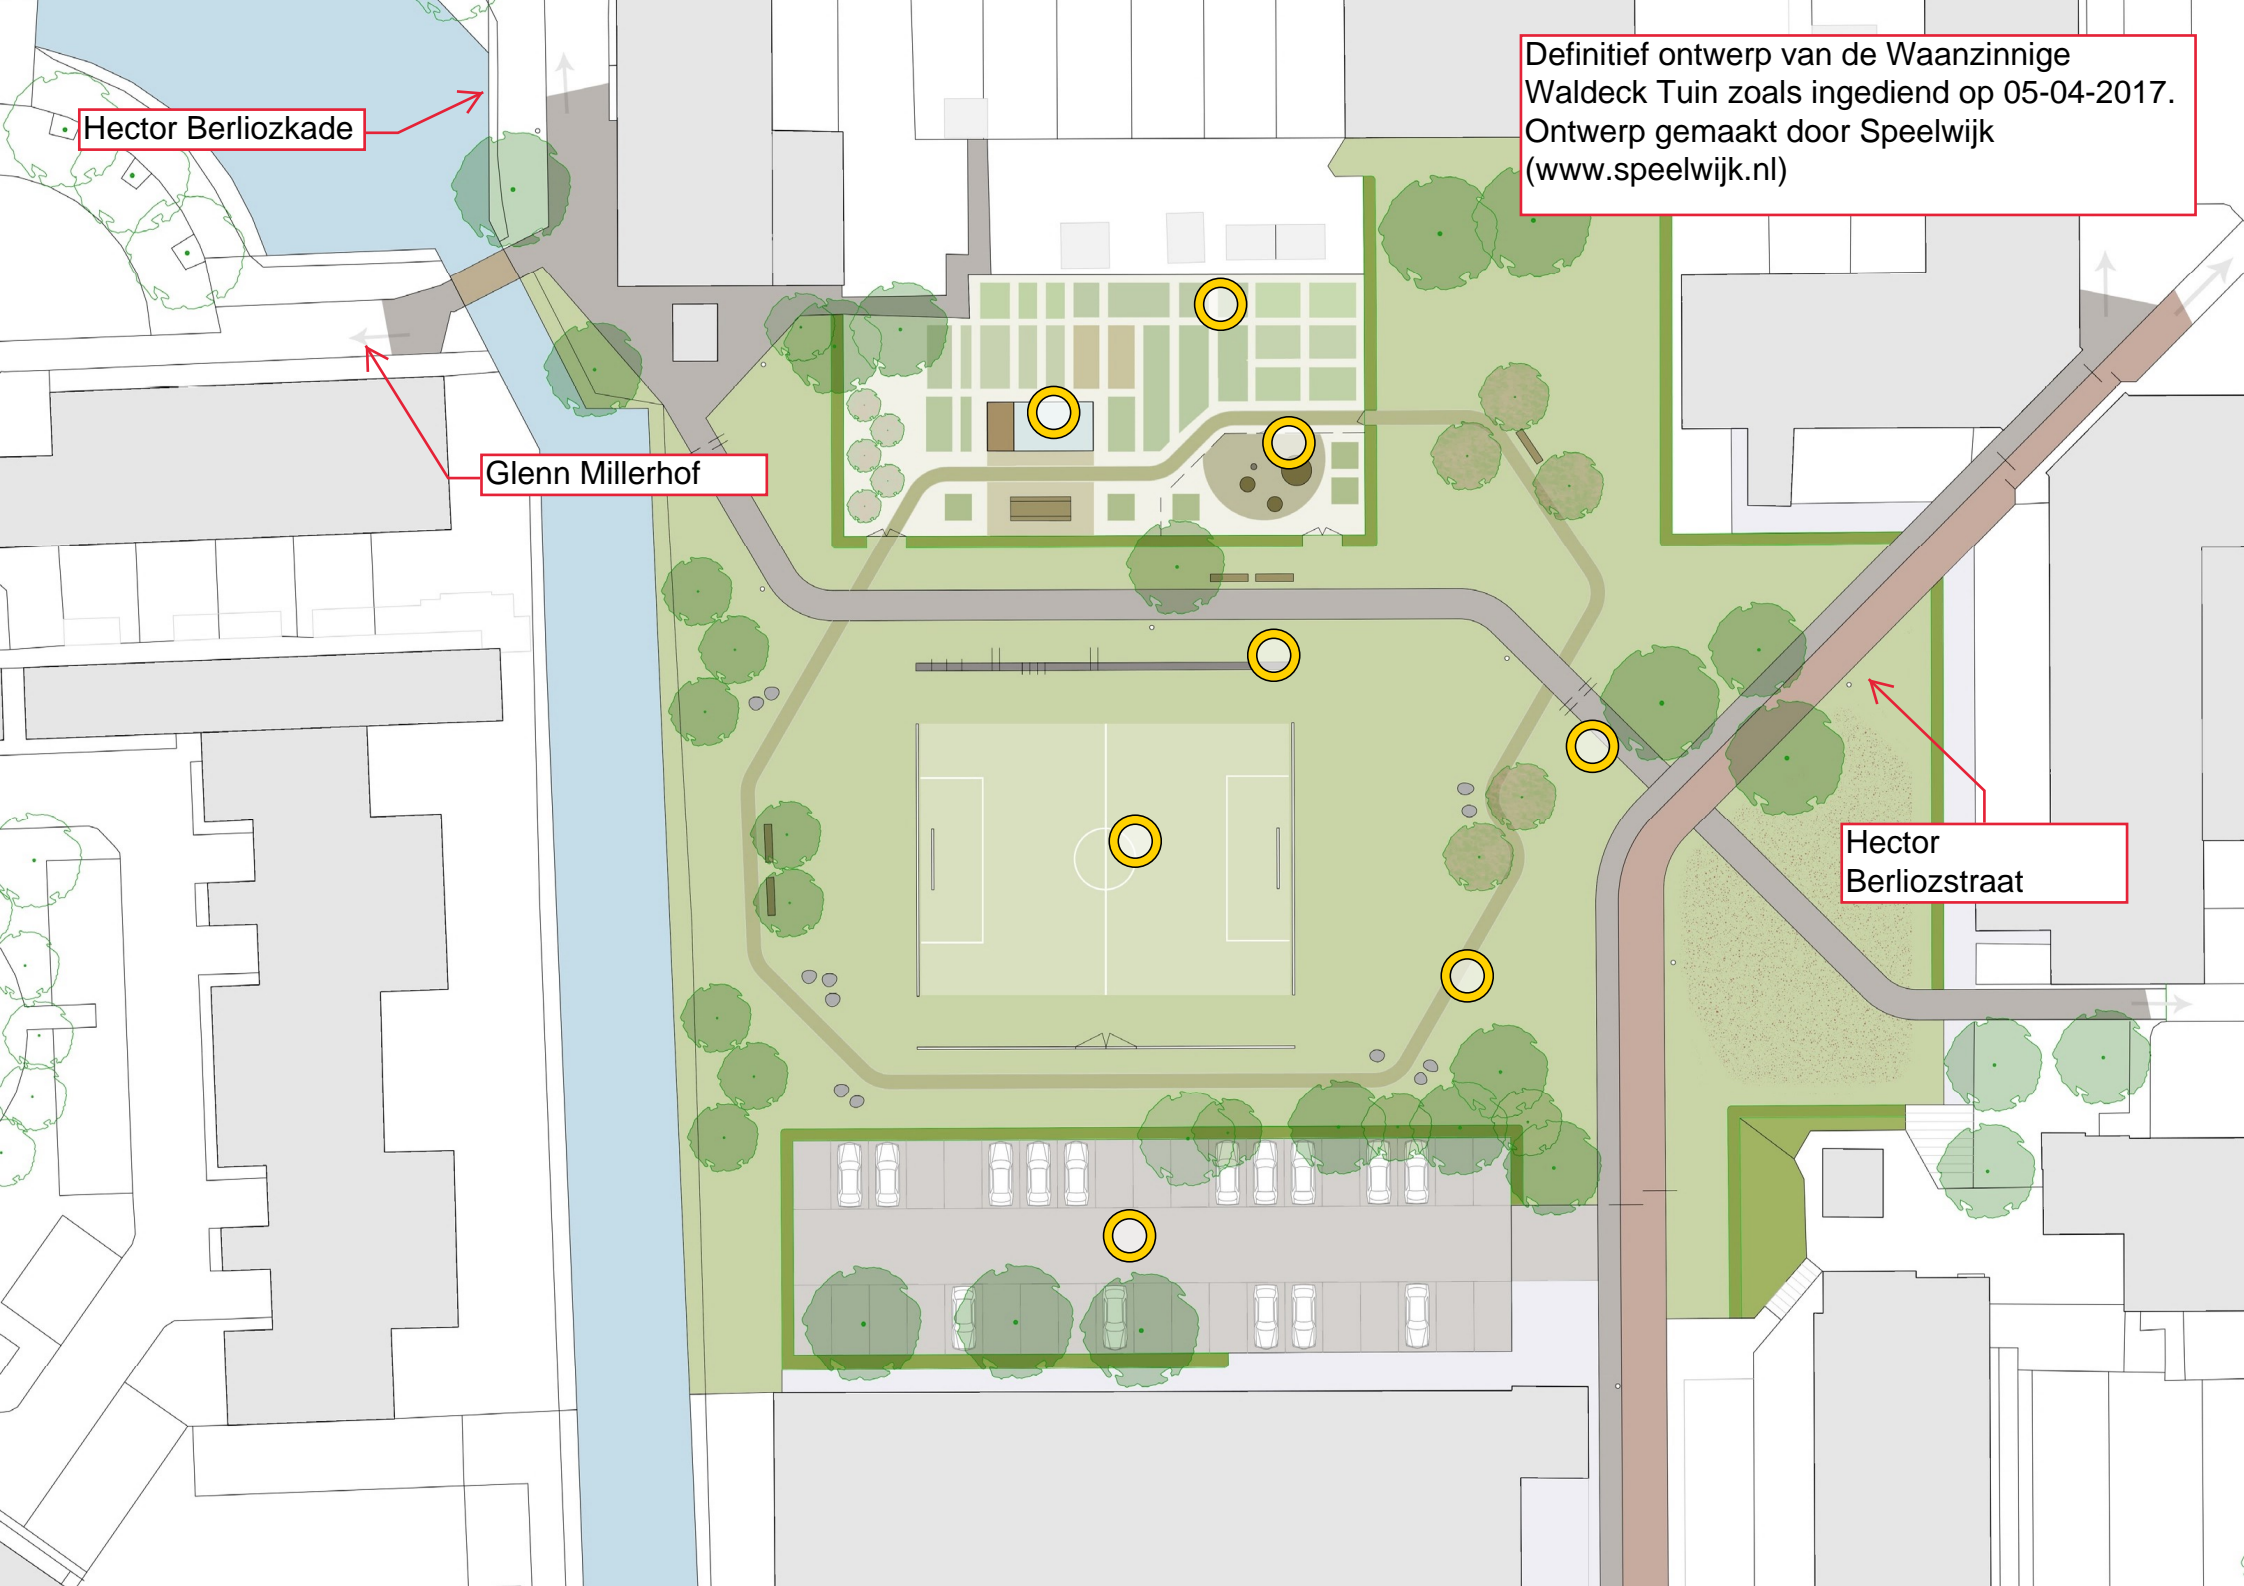 Definitief ontwerp van de Waanzinnige
Waldeck Tuin zoals ingediend op 05-04-2017.
Ontwerp gemaakt door Speelwijk
(www.speelwijk.nl)
Hector Berliozkade
Glenn Millerhof
Hector
Berliozstraat